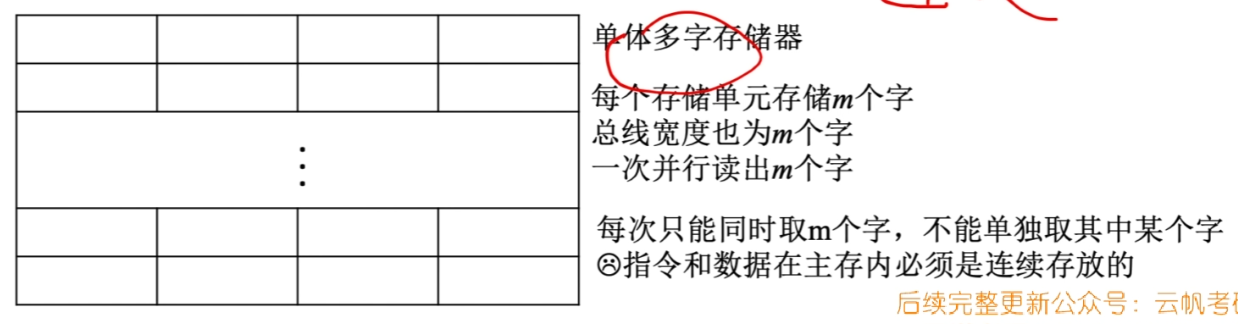 单体多字存储器
每个存储单元存储m个字
总线宽度也为m个字
一次并行读出m个字
每次只能同时取m个字，不能单独取其中某个字
☹指令和数据在主存内必须是连续存放的
后续完整更新公众号：云帆考